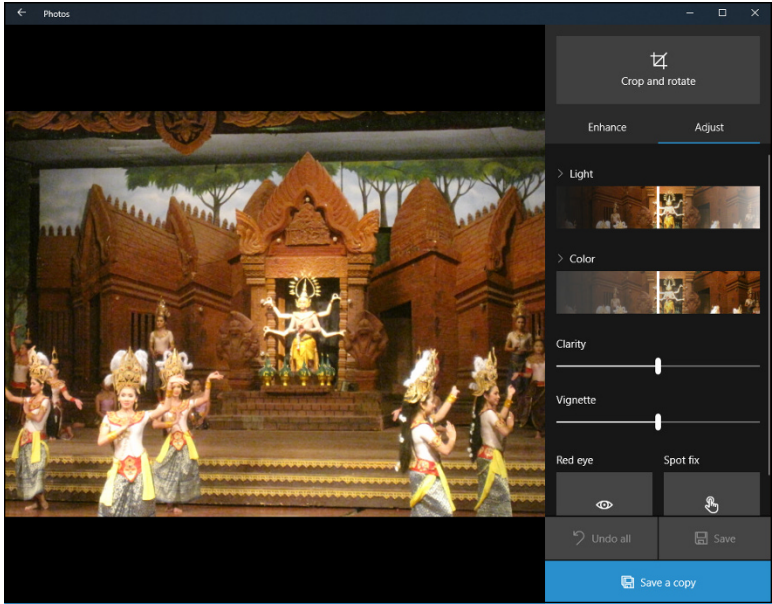 Photos
Crop and rotate
Enhance
Adjust
Light
Color
Clarity
Vignette
Red eye
Spot fix
Undo all
Save
Save a copy